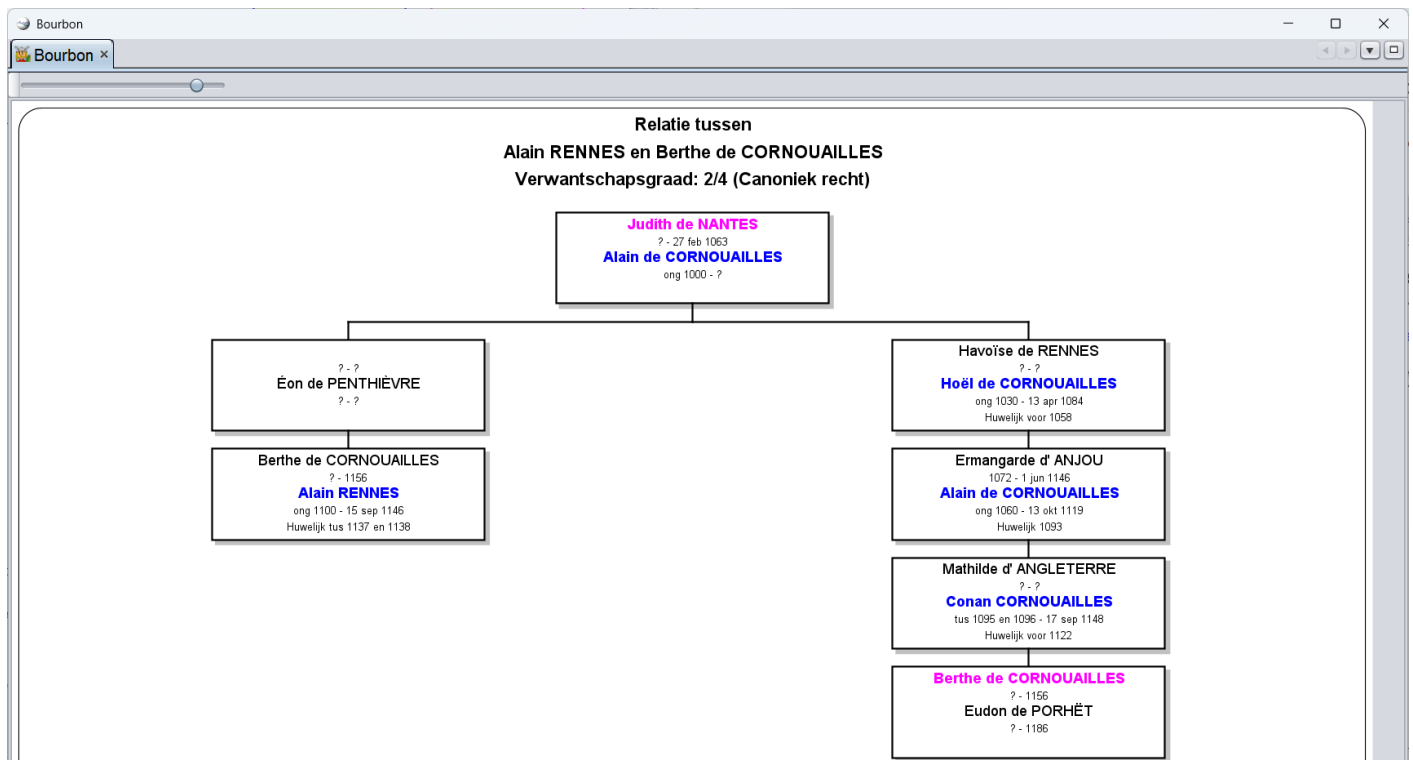 Bourbon
Bourbon ×
Relatie tussen
Alain RENNES en Berthe de CORNOUAILLES
Verwantschapsgraad: 2/4 (Canoniek recht)
Judith de NANTES
? - 27 feb 1063
Alain de CORNOUAILLES
ong 1000 - ?
? - ?
Éon de PENTHIÈVRE
? - ?
Havoïse de RENNES
? - ?
Hoël de CORNOUAILLES
ong 1030 - 13 apr 1084
Huwelijk voor 1058
Berthe de CORNOUAILLES
? - 1156
Alain RENNES
ong 1100 - 15 sep 1146
Huwelijk tus 1137 en 1138
Ermangarde d' ANJOU
1072 - 1 jun 1146
Alain de CORNOUAILLES
ong 1060 - 13 okt 1119
Huwelijk 1093
Mathilde d' ANGLETERRE
? - ?
Conan CORNOUAILLES
tus 1095 en 1096 - 17 sep 1148
Huwelijk voor 1122
Berthe de CORNOUAILLES
? - 1156
Eudon de PORHËT
? - 1186